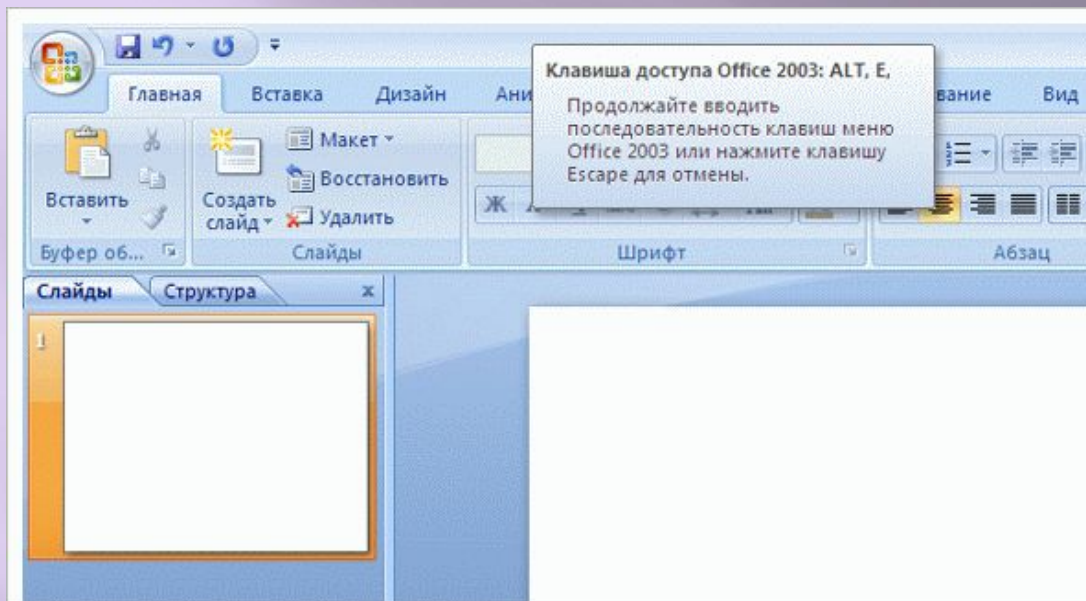 Клавиша доступа Office 2003: ALT, E,
Продолжайте вводить
последовательность клавиш меню
Office 2003 или нажмите клавишу
Escape для отмены.
Главная Вставка Дизайн Ани вание Вид
Вставить
Создать
слайд
Макет
Восстановить
Удалить
Ж
Буфер об... Слайды Шрифт Абзац
Слайды Структура
1